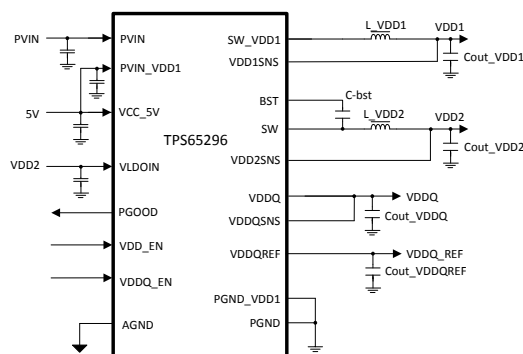 PVIN
PVIN
PVIN_VDD1
5V
VCC_5V
TPS65296
VDD2
VLDOIN
PGOOD
VDD_EN
VDDQ_EN
AGND
SW_VDD1
L_VDD1
VDD1
VDD1SNS
Cout_VDD1
BST
C-bst
SW
L_VDD2
VDD2
VDD2SNS
Cout_VDD2
VDDQ
VDDQ
VDDQSNS
Cout_VDDQ
VDDQREF
VDDQ_REF
Cout_VDDQREF
PGND_VDD1
PGND